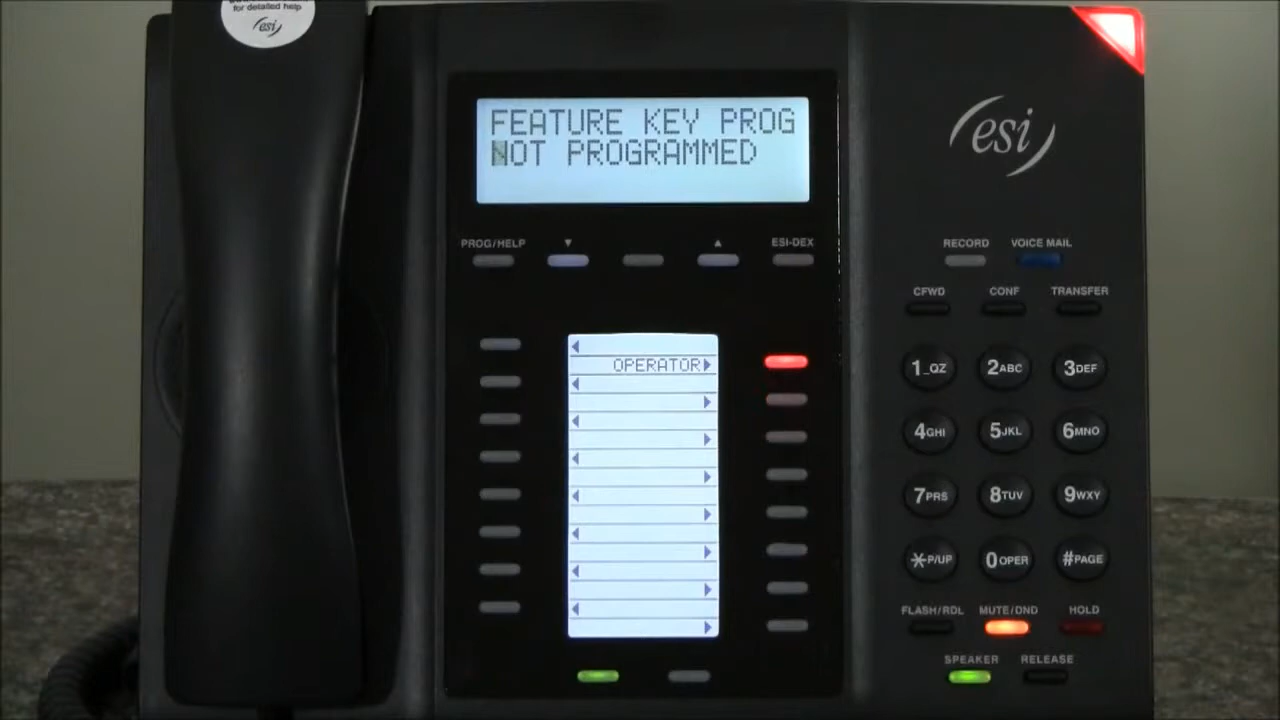 for detailed help
esi
FEATURE KEY PROG
NOT PROGRAMMED
esi
PROG/HELP
ESI-DEX
RECORD
VOICE MAIL
CFWD
CONF
TRANSFER
OPERATOR
1_QZ
2ABC
3DEF
4GHI
5JKL
6MNO
7PRS
8TUV
9WXY
*P/UP
0OPER
#PAGE
FLASH/RDL
MUTE/DND
HOLD
SPEAKER
RELEASE